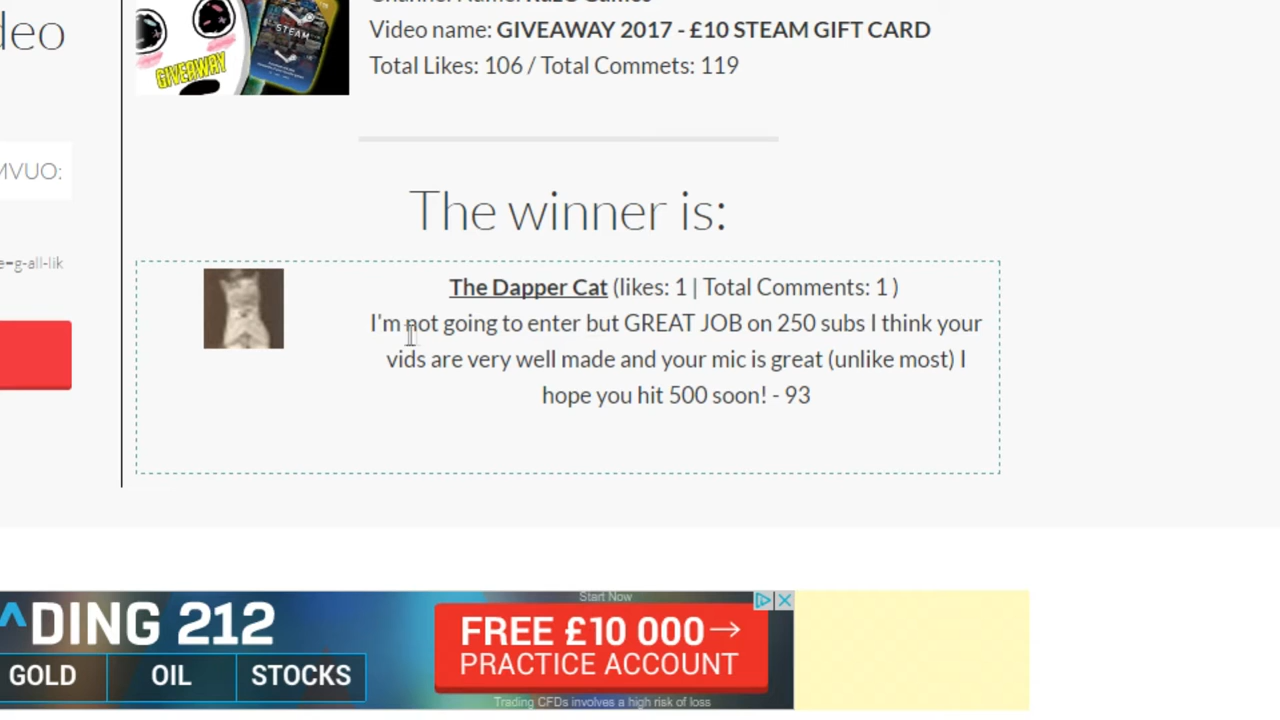 deo
MVUO:
e=g-all-lik
GIVEAWAY
STEAM
Video name: GIVEAWAY 2017 - £10 STEAM GIFT CARD
Total Likes: 106 / Total Commets: 119
The winner is:
The Dapper Cat (likes: 1 | Total Comments: 1 )
I'm not going to enter but GREAT JOB on 250 subs I think your
vids are very well made and your mic is great (unlike most) I
hope you hit 500 soon! - 93
DING 212
GOLD OIL STOCKS
Start Now
FREE £10 000→
PRACTICE ACCOUNT
Trading CFDs involves a high risk of loss